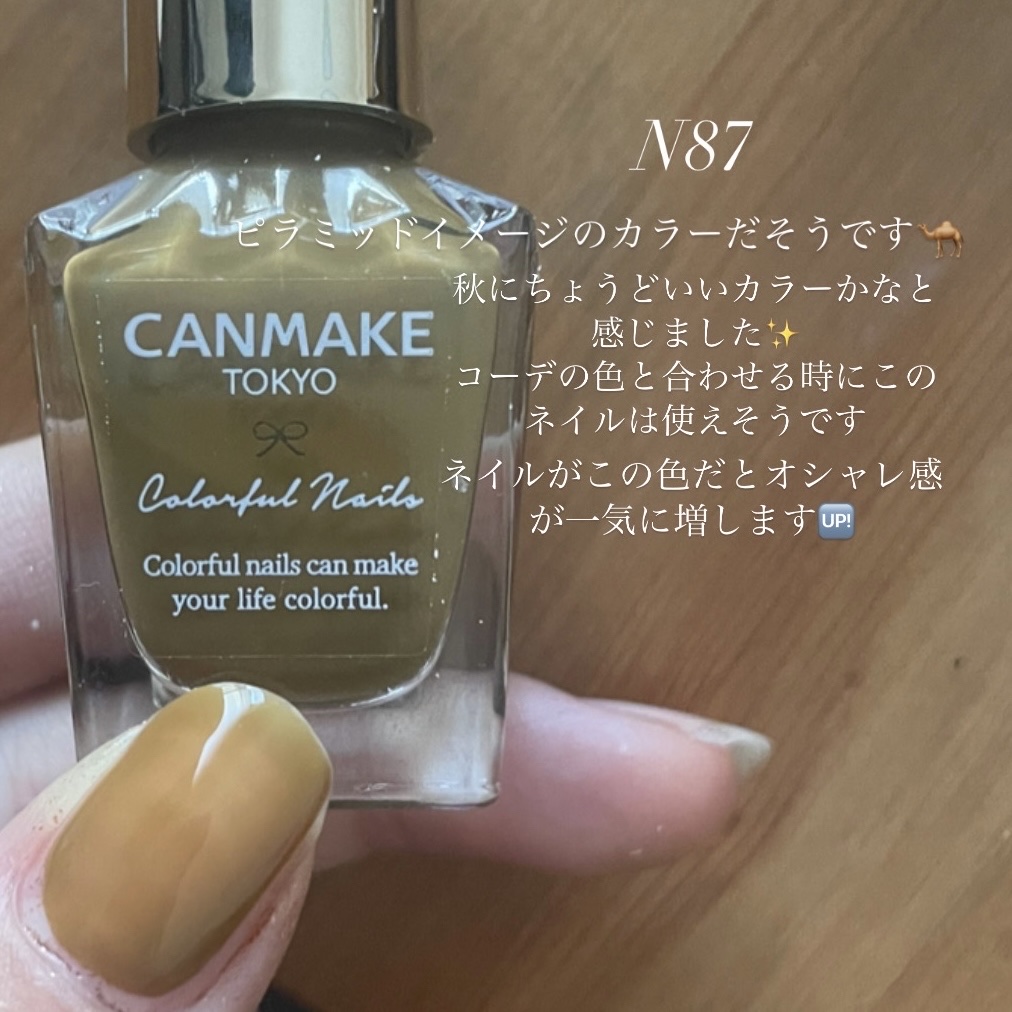 N87
ピラミッドイメージのカラーだそうです🐪
秋にちょうどいいカラーかなと
感じました✨
コーデの色と合わせる時にこの
ネイルは使えそうです
ネイルがこの色だとオシャレ感
が一気に増します🆙
CANMAKE
TOKYO
Colorful Nails
Colorful nails can make
your life colorful.